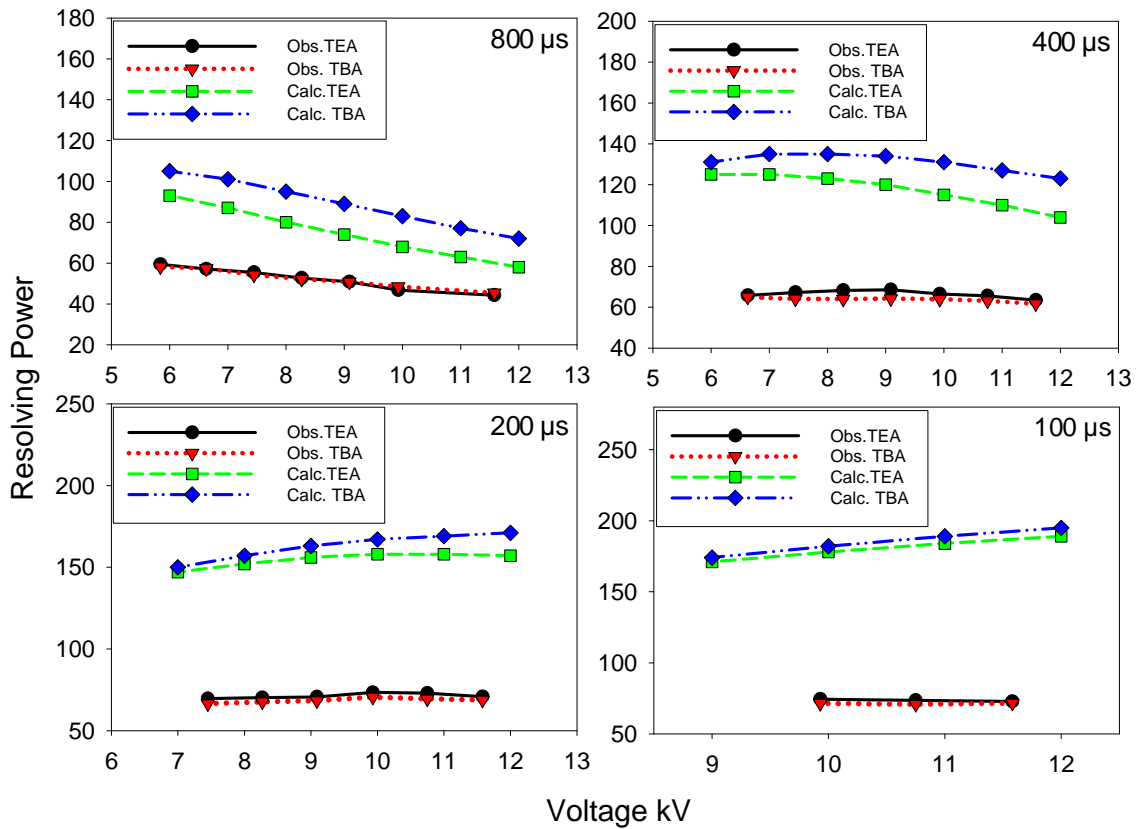 Resolving Power
800 µs
Obs.TEA
Obs. TBA
Calc.TEA
Calc. TBA
180
160
140
120
100
80
60
40
20
5 6 7 8 9 10 11 12 13
400 µs
Obs.TEA
Obs. TBA
Calc.TEA
Calc. TBA
200
180
160
140
120
100
80
60
40
5 6 7 8 9 10 11 12 13
200 µs
Obs.TEA
Obs. TBA
Calc.TEA
Calc. TBA
250
200
150
100
50
6 7 8 9 10 11 12 13
100 µs
Obs.TEA
Obs. TBA
Calc.TEA
Calc. TBA
250
200
150
100
50
9 10 11 12
Voltage kV